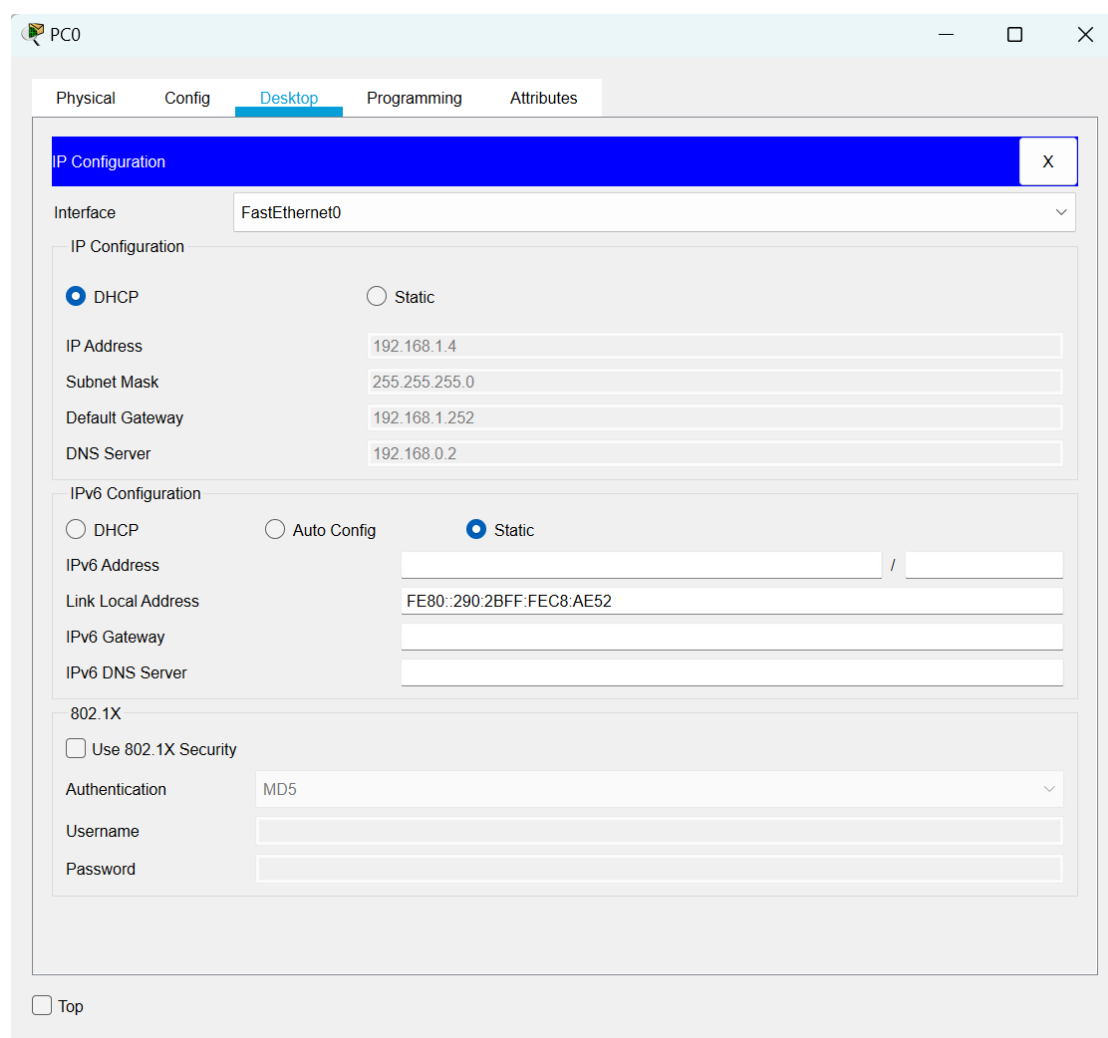 PC0
Physical Config Desktop Programming Attributes
IP Configuration X
Interface FastEthernet0
IP Configuration
DHCP Static
IP Address 192.168.1.4
Subnet Mask 255.255.255.0
Default Gateway 192.168.1.252
DNS Server 192.168.0.2
IPv6 Configuration
DHCP Auto Config Static
IPv6 Address /
Link Local Address FE80::290:2BFF:FEC8:AE52
IPv6 Gateway
IPv6 DNS Server
802.1X
Use 802.1X Security
Authentication MD5
Username
Password
Top